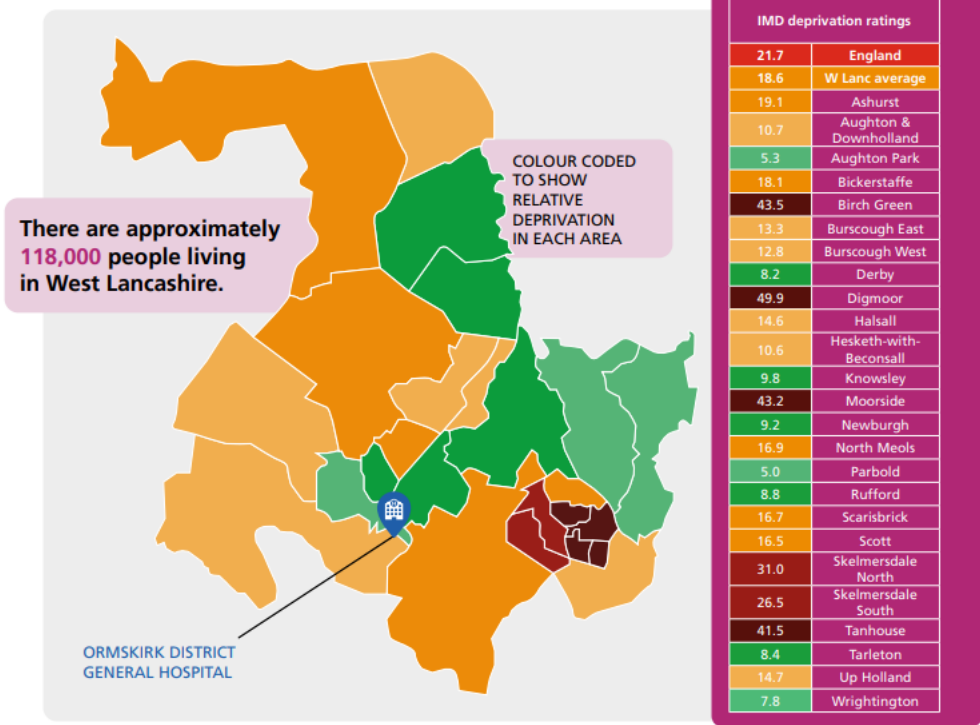 There are approximately
118,000 people living
in West Lancashire.
COLOUR CODED
TO SHOW
RELATIVE
DEPRIVATION
IN EACH AREA
ORMSKIRK DISTRICT
GENERAL HOSPITAL
IMD deprivation ratings
21.7 England
18.6 W Lanc average
19.1 Ashurst
10.7 Aughton &
Downholland
5.3 Aughton Park
18.1 Bickerstaffe
43.5 Birch Green
13.3 Burscough East
12.8 Burscough West
8.2 Derby
49.9 Digmoor
14.6 Halsall
10.6 Hesketh-with-
Beconsall
9.8 Knowsley
43.2 Moorside
9.2 Newburgh
16.9 North Meols
5.0 Parbold
8.8 Rufford
16.7 Scarisbrick
16.5 Scott
31.0 Skelmersdale
North
26.5 Skelmersdale
South
41.5 Tanhouse
8.4 Tarleton
14.7 Up Holland
7.8 Wrightington